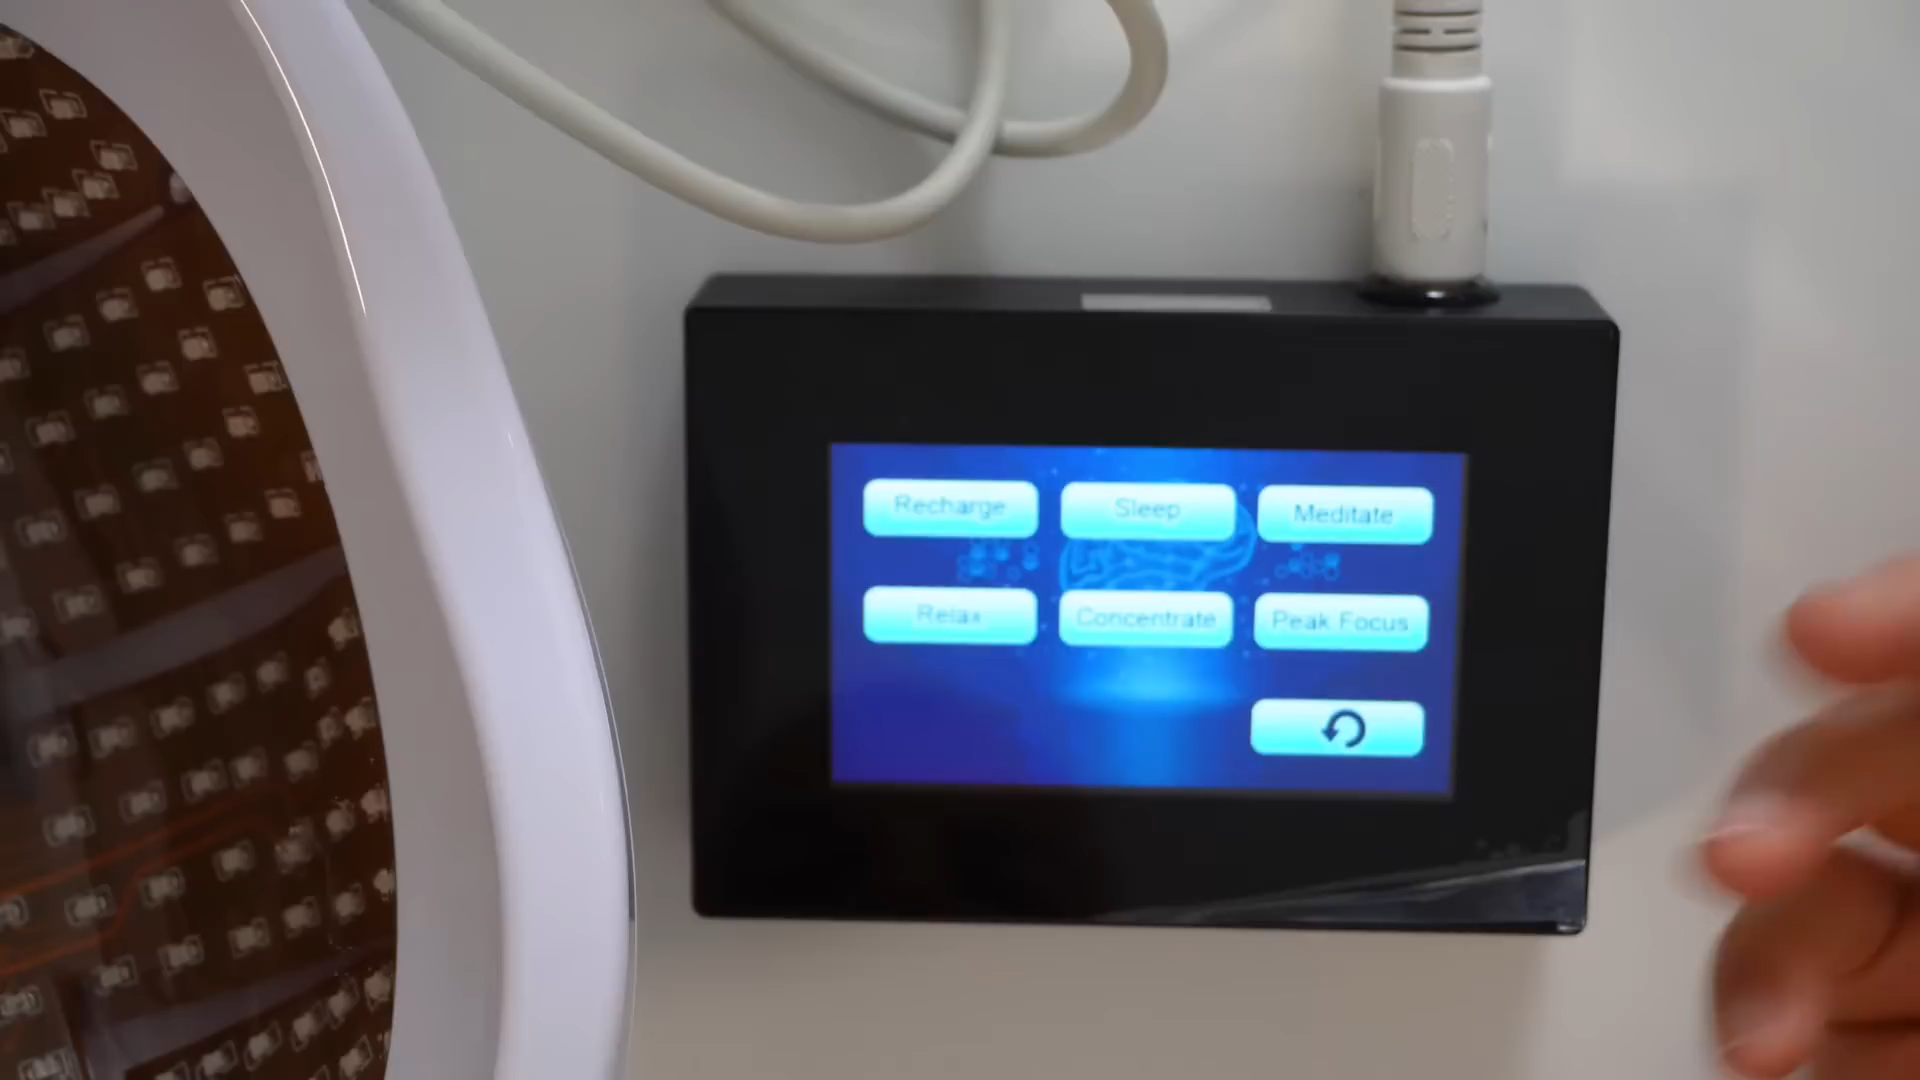 Recharge
Sleep
Meditate
Relax
Concentrate
Peak Focus